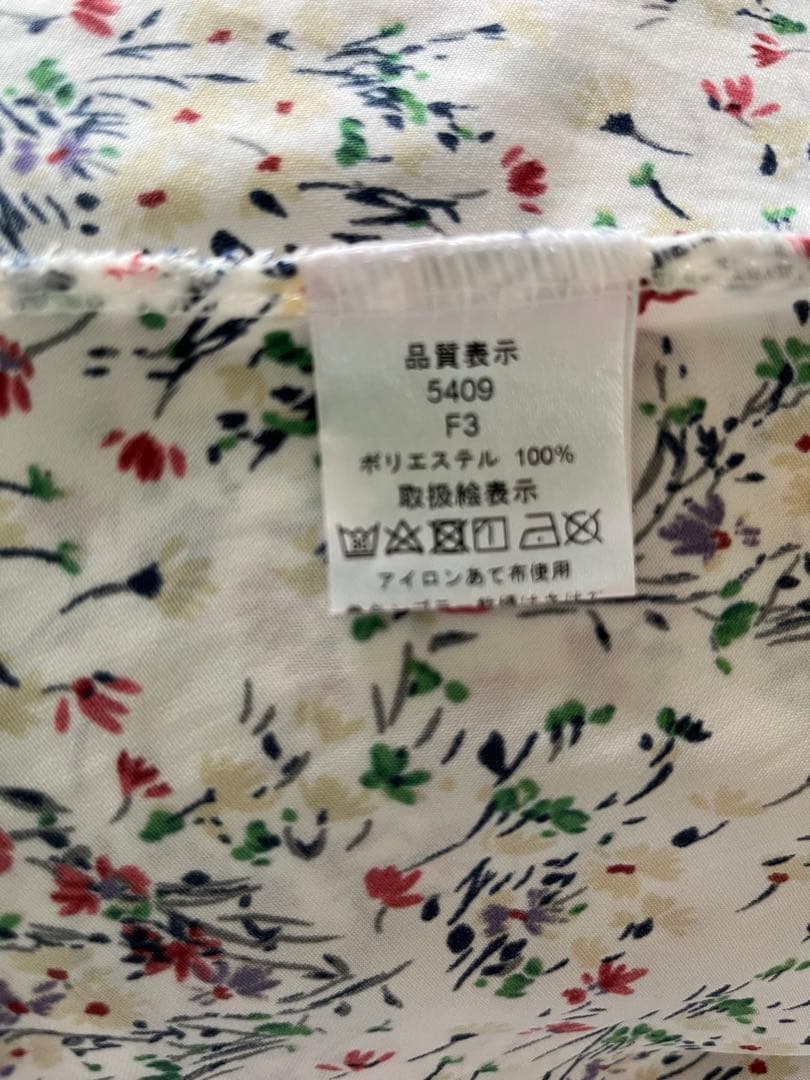 品質表示
5409
F3
ポリエステル 100%
取扱絵表示
アイロンあて布使用